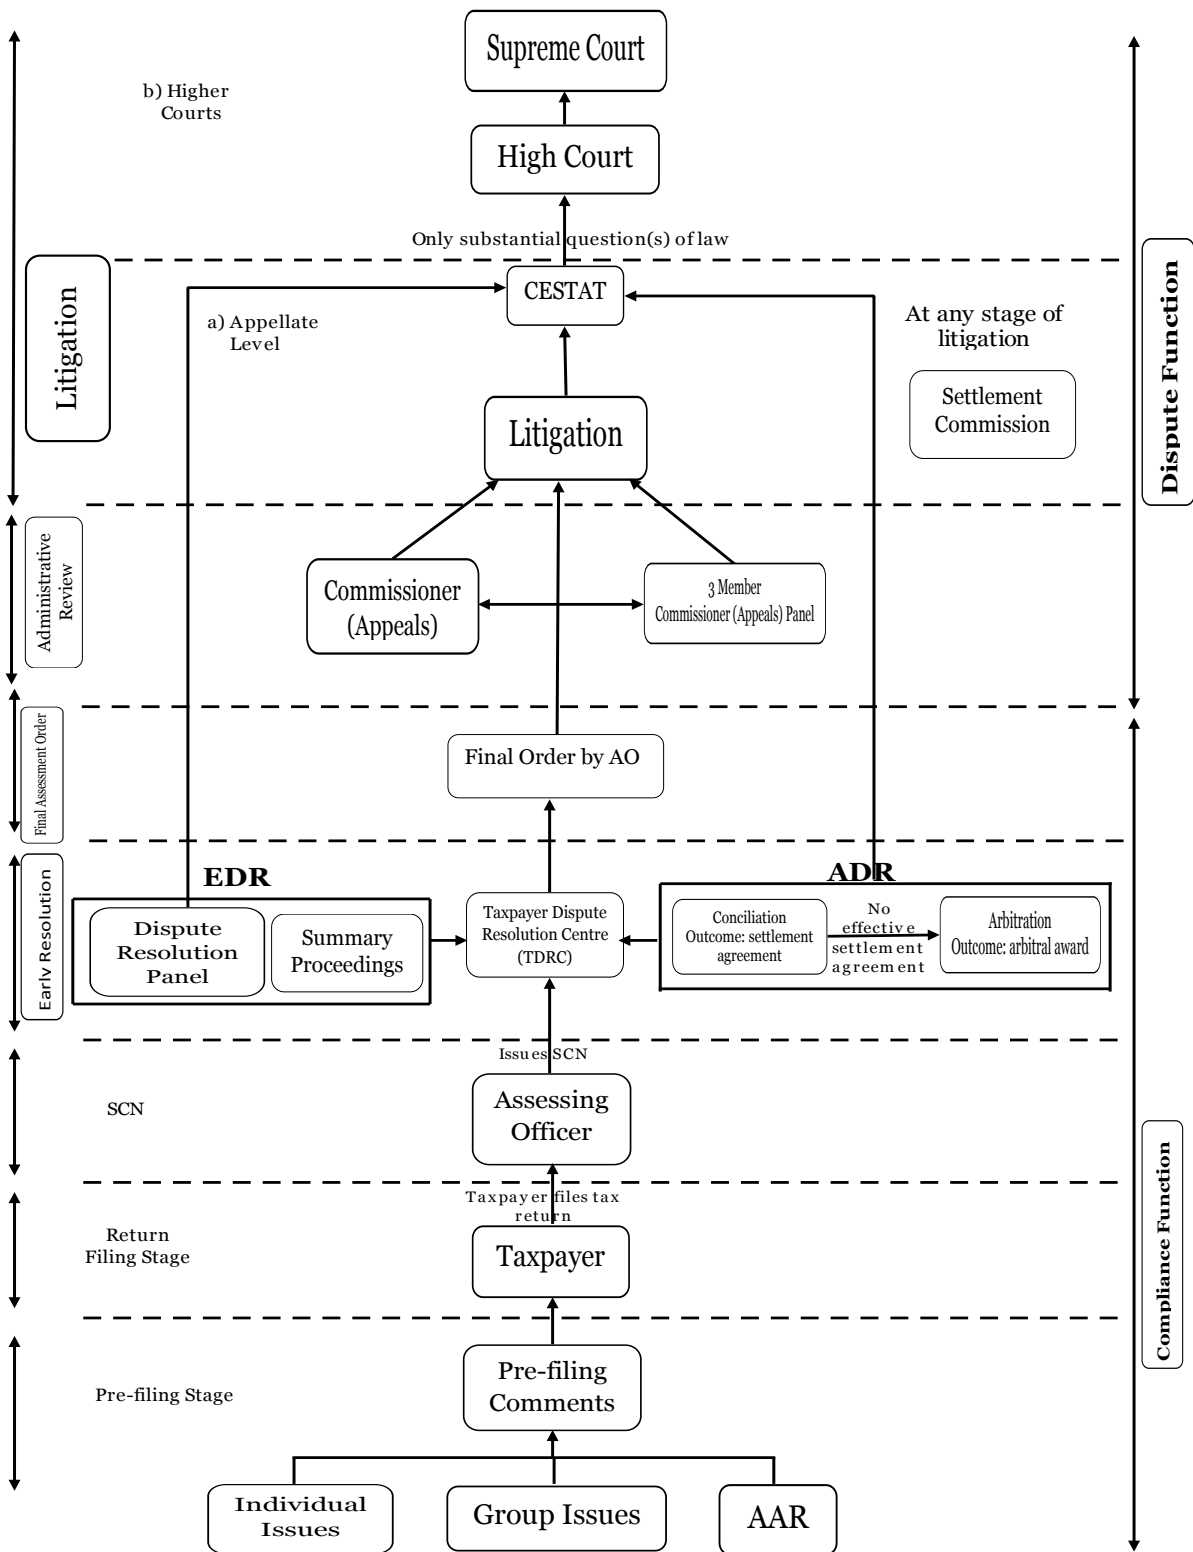 Supreme Court
b) Higher
Courts
High Court
Only substantial question(s) of law
Litigation
CESTAT
a) Appellate
Level
At any stage of
litigation
Settlement
Commission
Dispute Function
Litigation
Administrative
Review
Commissioner
(Appeals)
3 Member
Commissioner (Appeals) Panel
Final Assessment Order
Final Order by AO
Early Resolution
EDR
Dispute
Resolution
Panel
Summary
Proceedings
Taxpayer Dispute
Resolution Centre
(TDRC)
ADR
Conciliation
Outcome: settlement
agreement
No
effective
settlement
agreement
Arbitration
Outcome: arbitral award
Issues SCN
SCN
Assessing
Officer
Taxpayer files tax
return
Return
Filing Stage
Taxpayer
Compliance Function
Pre-filing Stage
Pre-filing
Comments
Individual
Issues
Group Issues
AAR